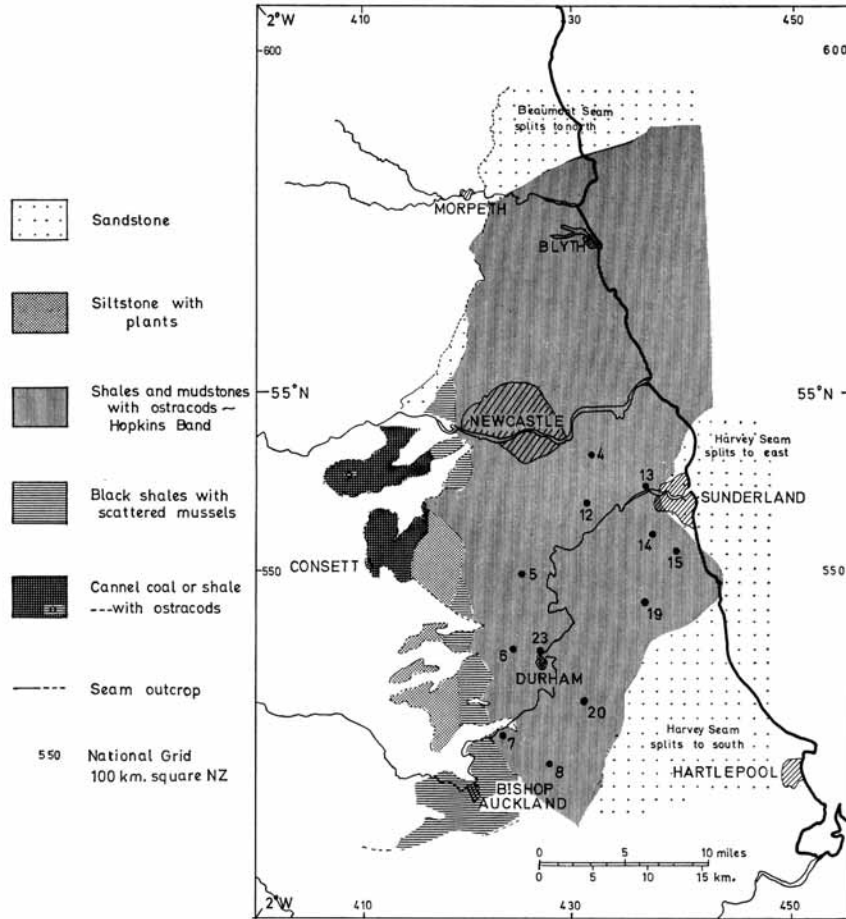 2°W
410
430
450
600
600
Beaumont Seam
splits to north
MORPETH
BLYTH
Sandstone
Siltstone with
plants
Shales and mudstones
with ostracods ~
Hopkins Band
Black shales with
scattered mussels
Cannel coal or shale
---with ostracods
Seam outcrop
550 National Grid
100 km. square NZ
55°N
55°N
NEWCASTLE
Harvey Seam
splits to east
4
13
SUNDERLAND
12
14
15
CONSETT
550
550
5
19
6
23
DURHAM
20
Harvey Seam
splits to south
7
8
HARTLEPOOL
BISHOP
AUCKLAND
0 5 10 miles
0 5 10 15 km.
2°W
410
430
450